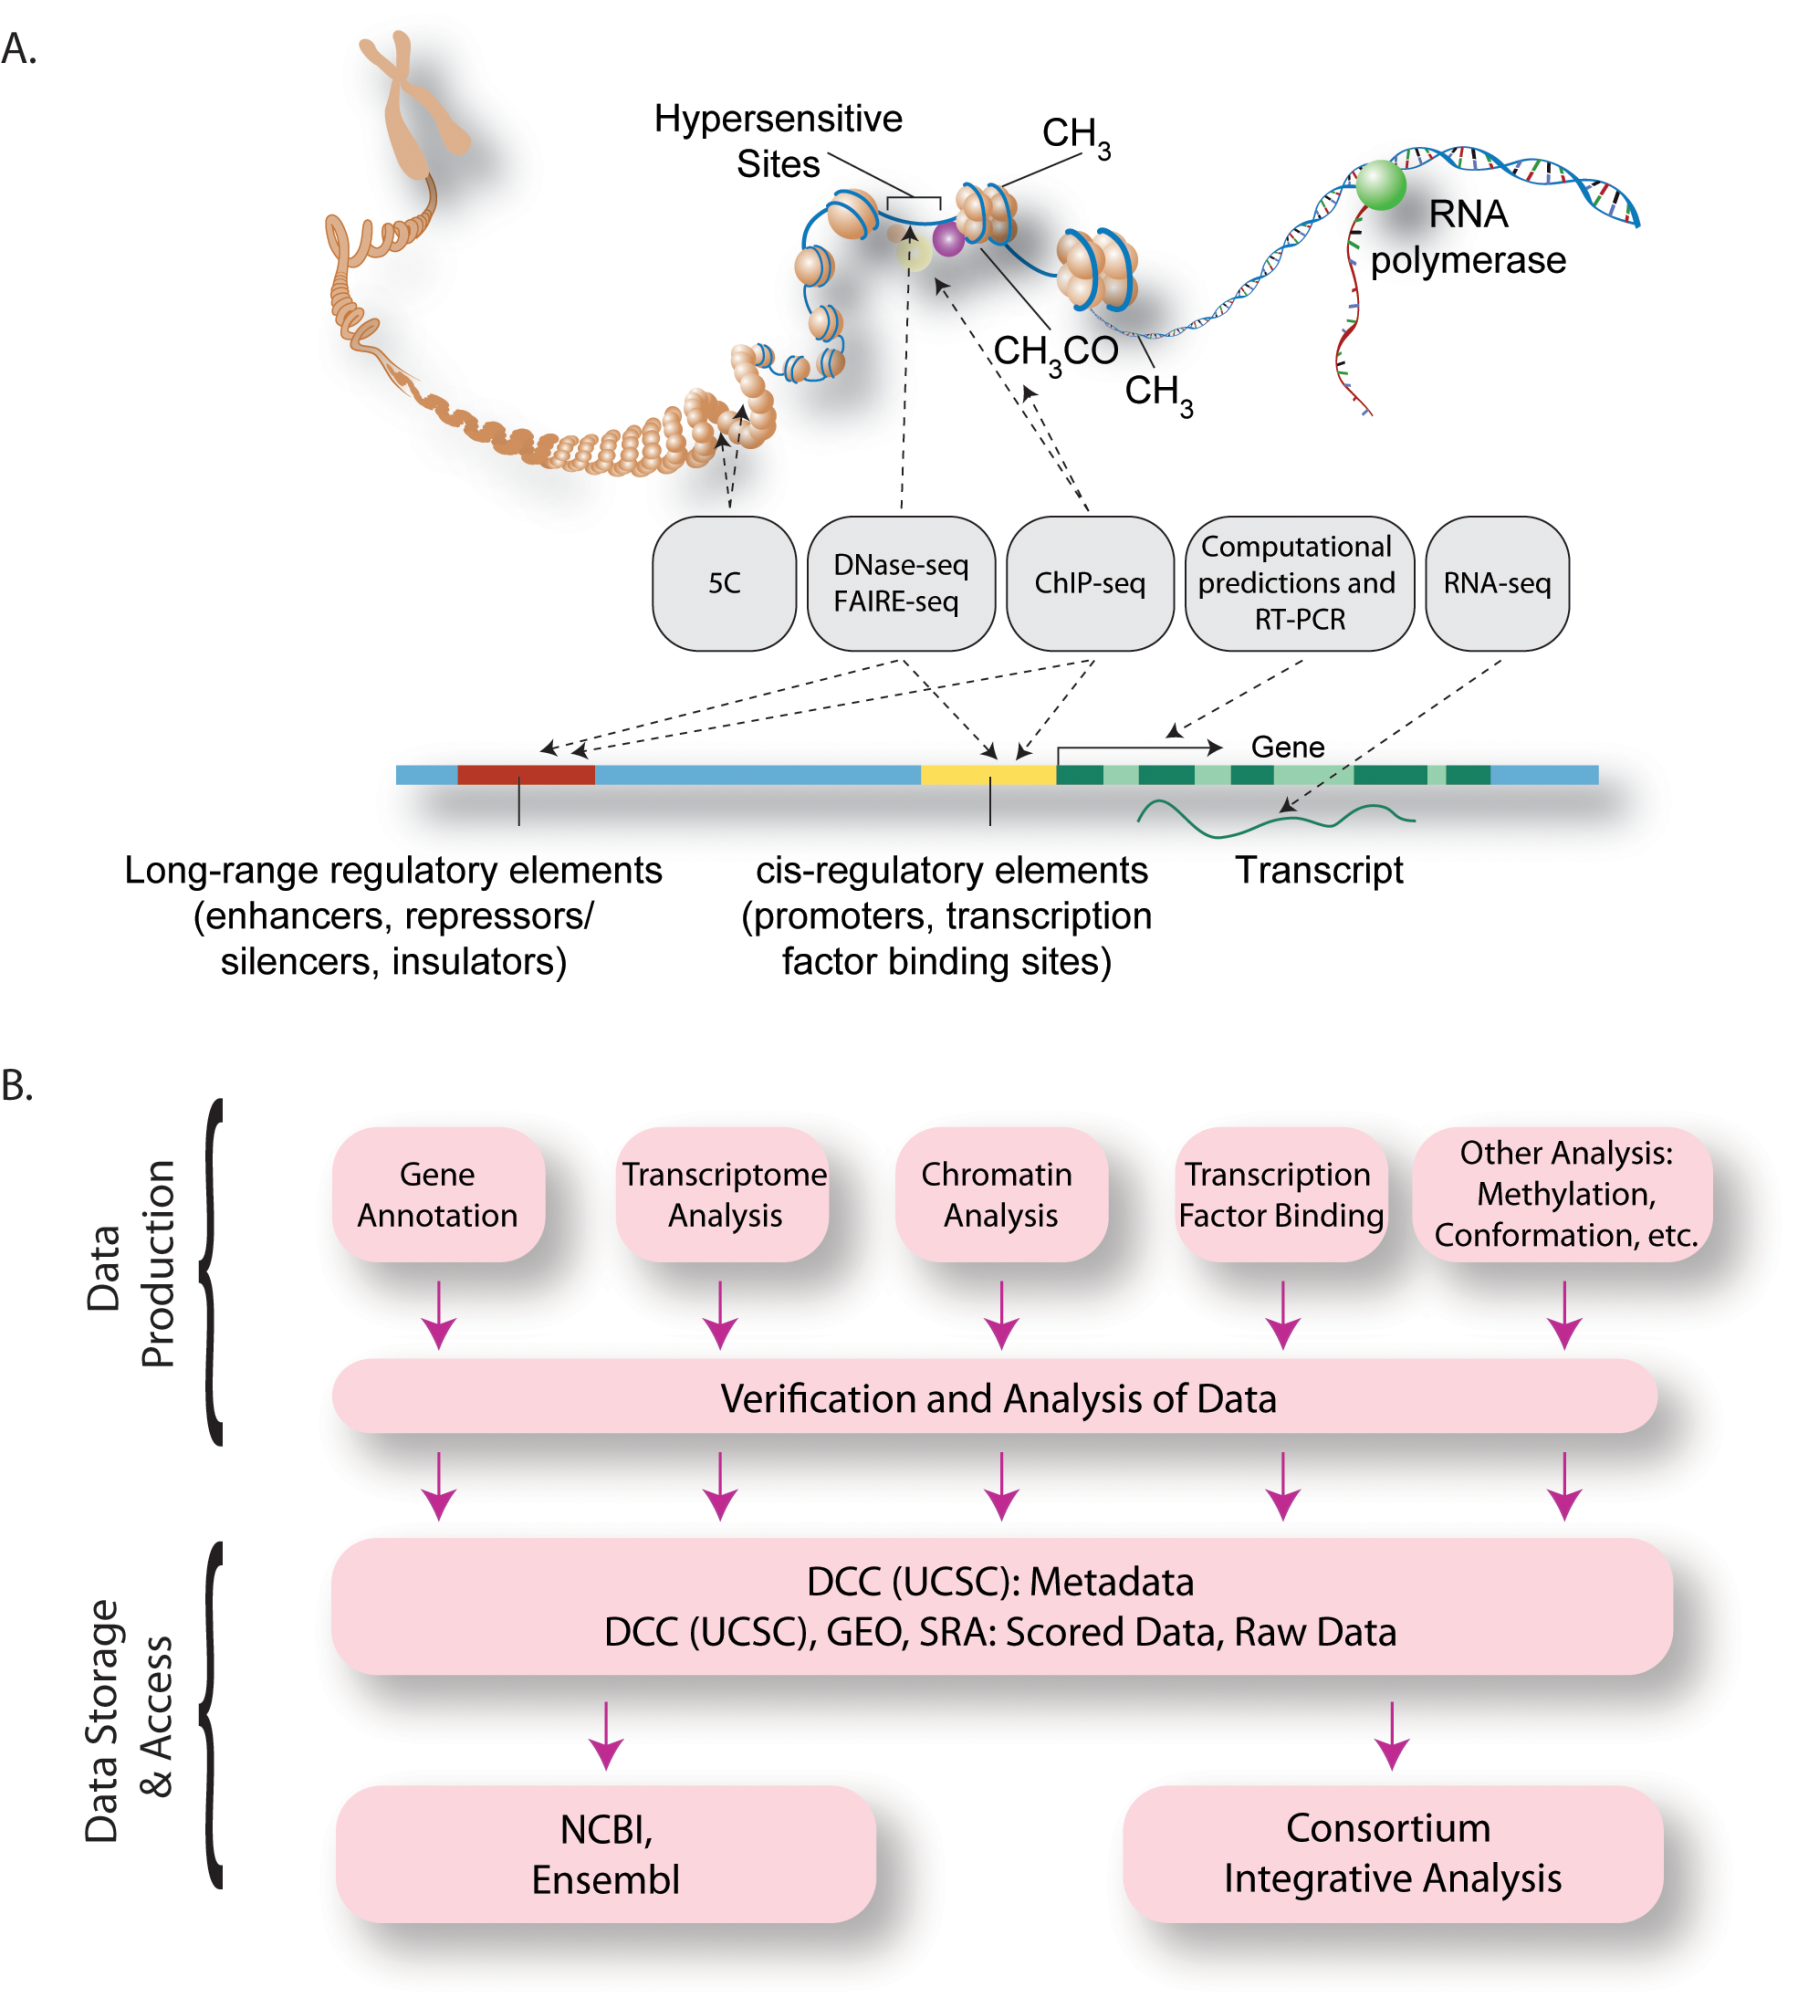 A.
Hypersensitive
Sites
CH3
RNA
polymerase
CH3CO
CH3
5C
DNase-seq
FAIRE-seq
ChIP-seq
Computational
predictions and
RT-PCR
RNA-seq
Gene
Long-range regulatory elements
(enhancers, repressors/
silencers, insulators)
cis-regulatory elements
(promoters, transcription
factor binding sites)
Transcript
B.
Data
Production
Gene
Annotation
Transcriptome
Analysis
Chromatin
Analysis
Transcription
Factor Binding
Other Analysis:
Methylation,
Conformation, etc.
Verification and Analysis of Data
Data Storage
& Access
DCC (UCSC): Metadata
DCC (UCSC), GEO, SRA: Scored Data, Raw Data
NCBI,
Ensembl
Consortium
Integrative Analysis